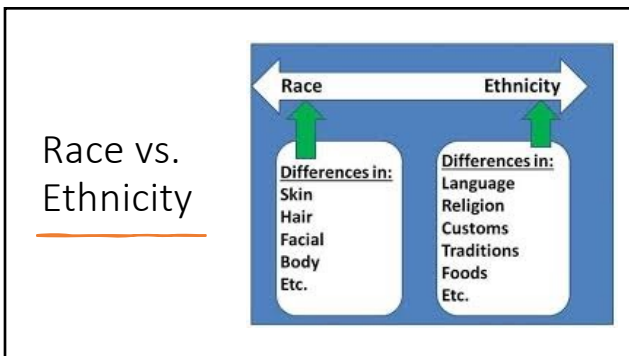 Race vs.
Ethnicity
Race Ethnicity
Differences in:
Skin
Hair
Facial
Body
Etc.
Differences in:
Language
Religion
Customs
Traditions
Foods
Etc.